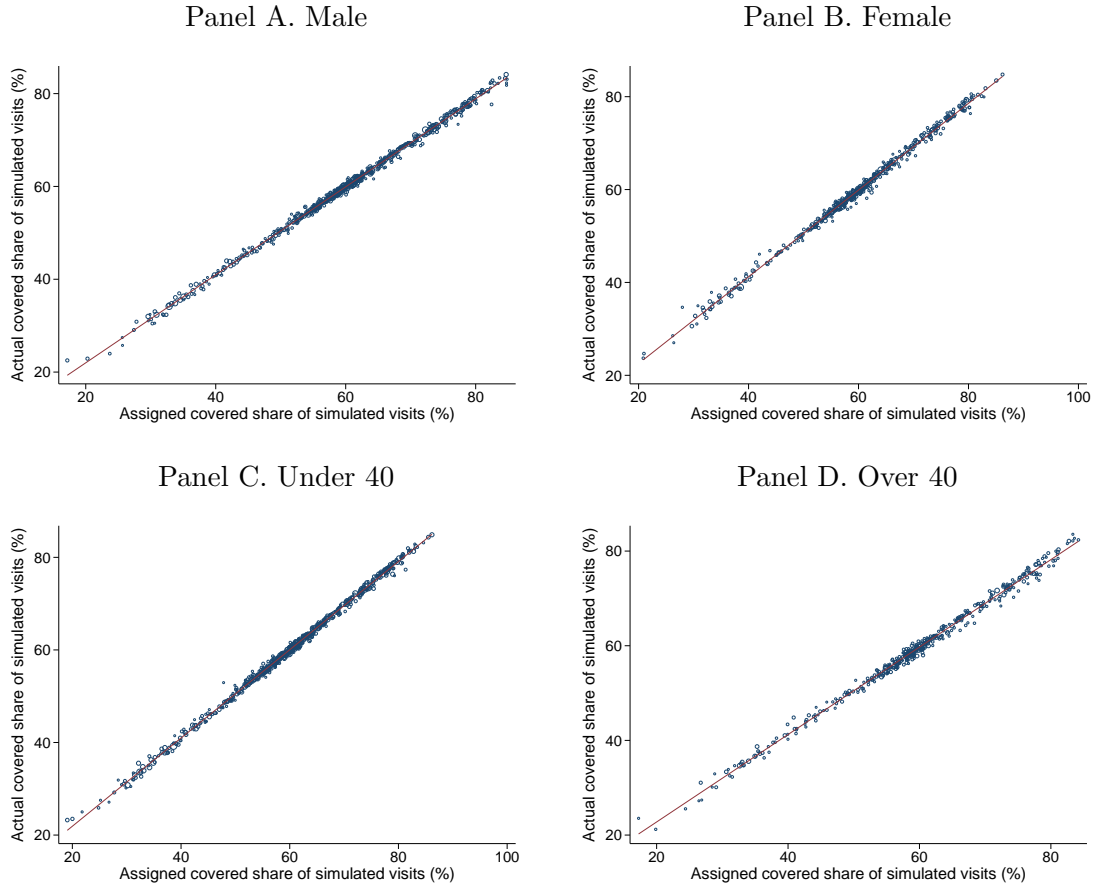 Panel A. Male
Actual covered share of simulated visits (%)
80
60
40
20
20 40 60 80
Assigned covered share of simulated visits (%)
Panel B. Female
Actual covered share of simulated visits (%)
80
60
40
20
20 40 60 80 100
Assigned covered share of simulated visits (%)
Panel C. Under 40
Actual covered share of simulated visits (%)
80
60
40
20
20 40 60 80 100
Assigned covered share of simulated visits (%)
Panel D. Over 40
Actual covered share of simulated visits (%)
80
60
40
20
20 40 60 80
Assigned covered share of simulated visits (%)